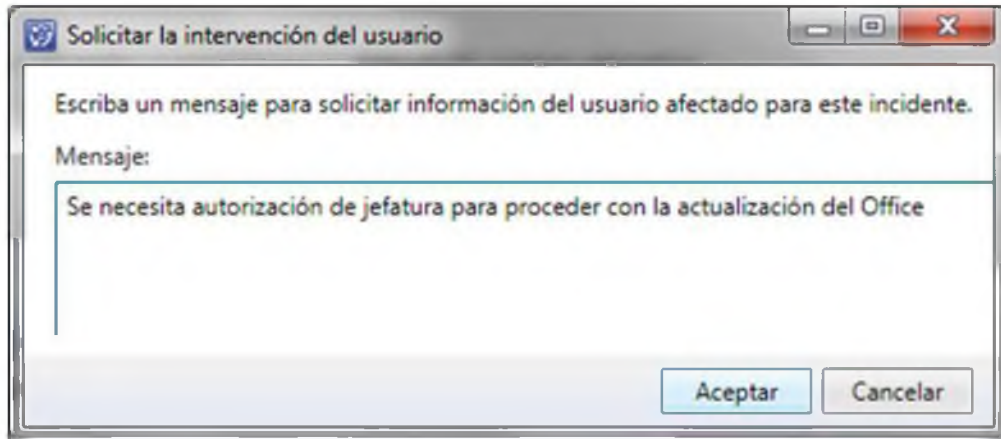 Solicitar la intervención del usuario
Escriba un mensaje para solicitar información del usuario afectado para este incidente.
Mensaje:
Se necesita autorización de jefatura para proceder con la actualización del Office
Aceptar
Cancelar